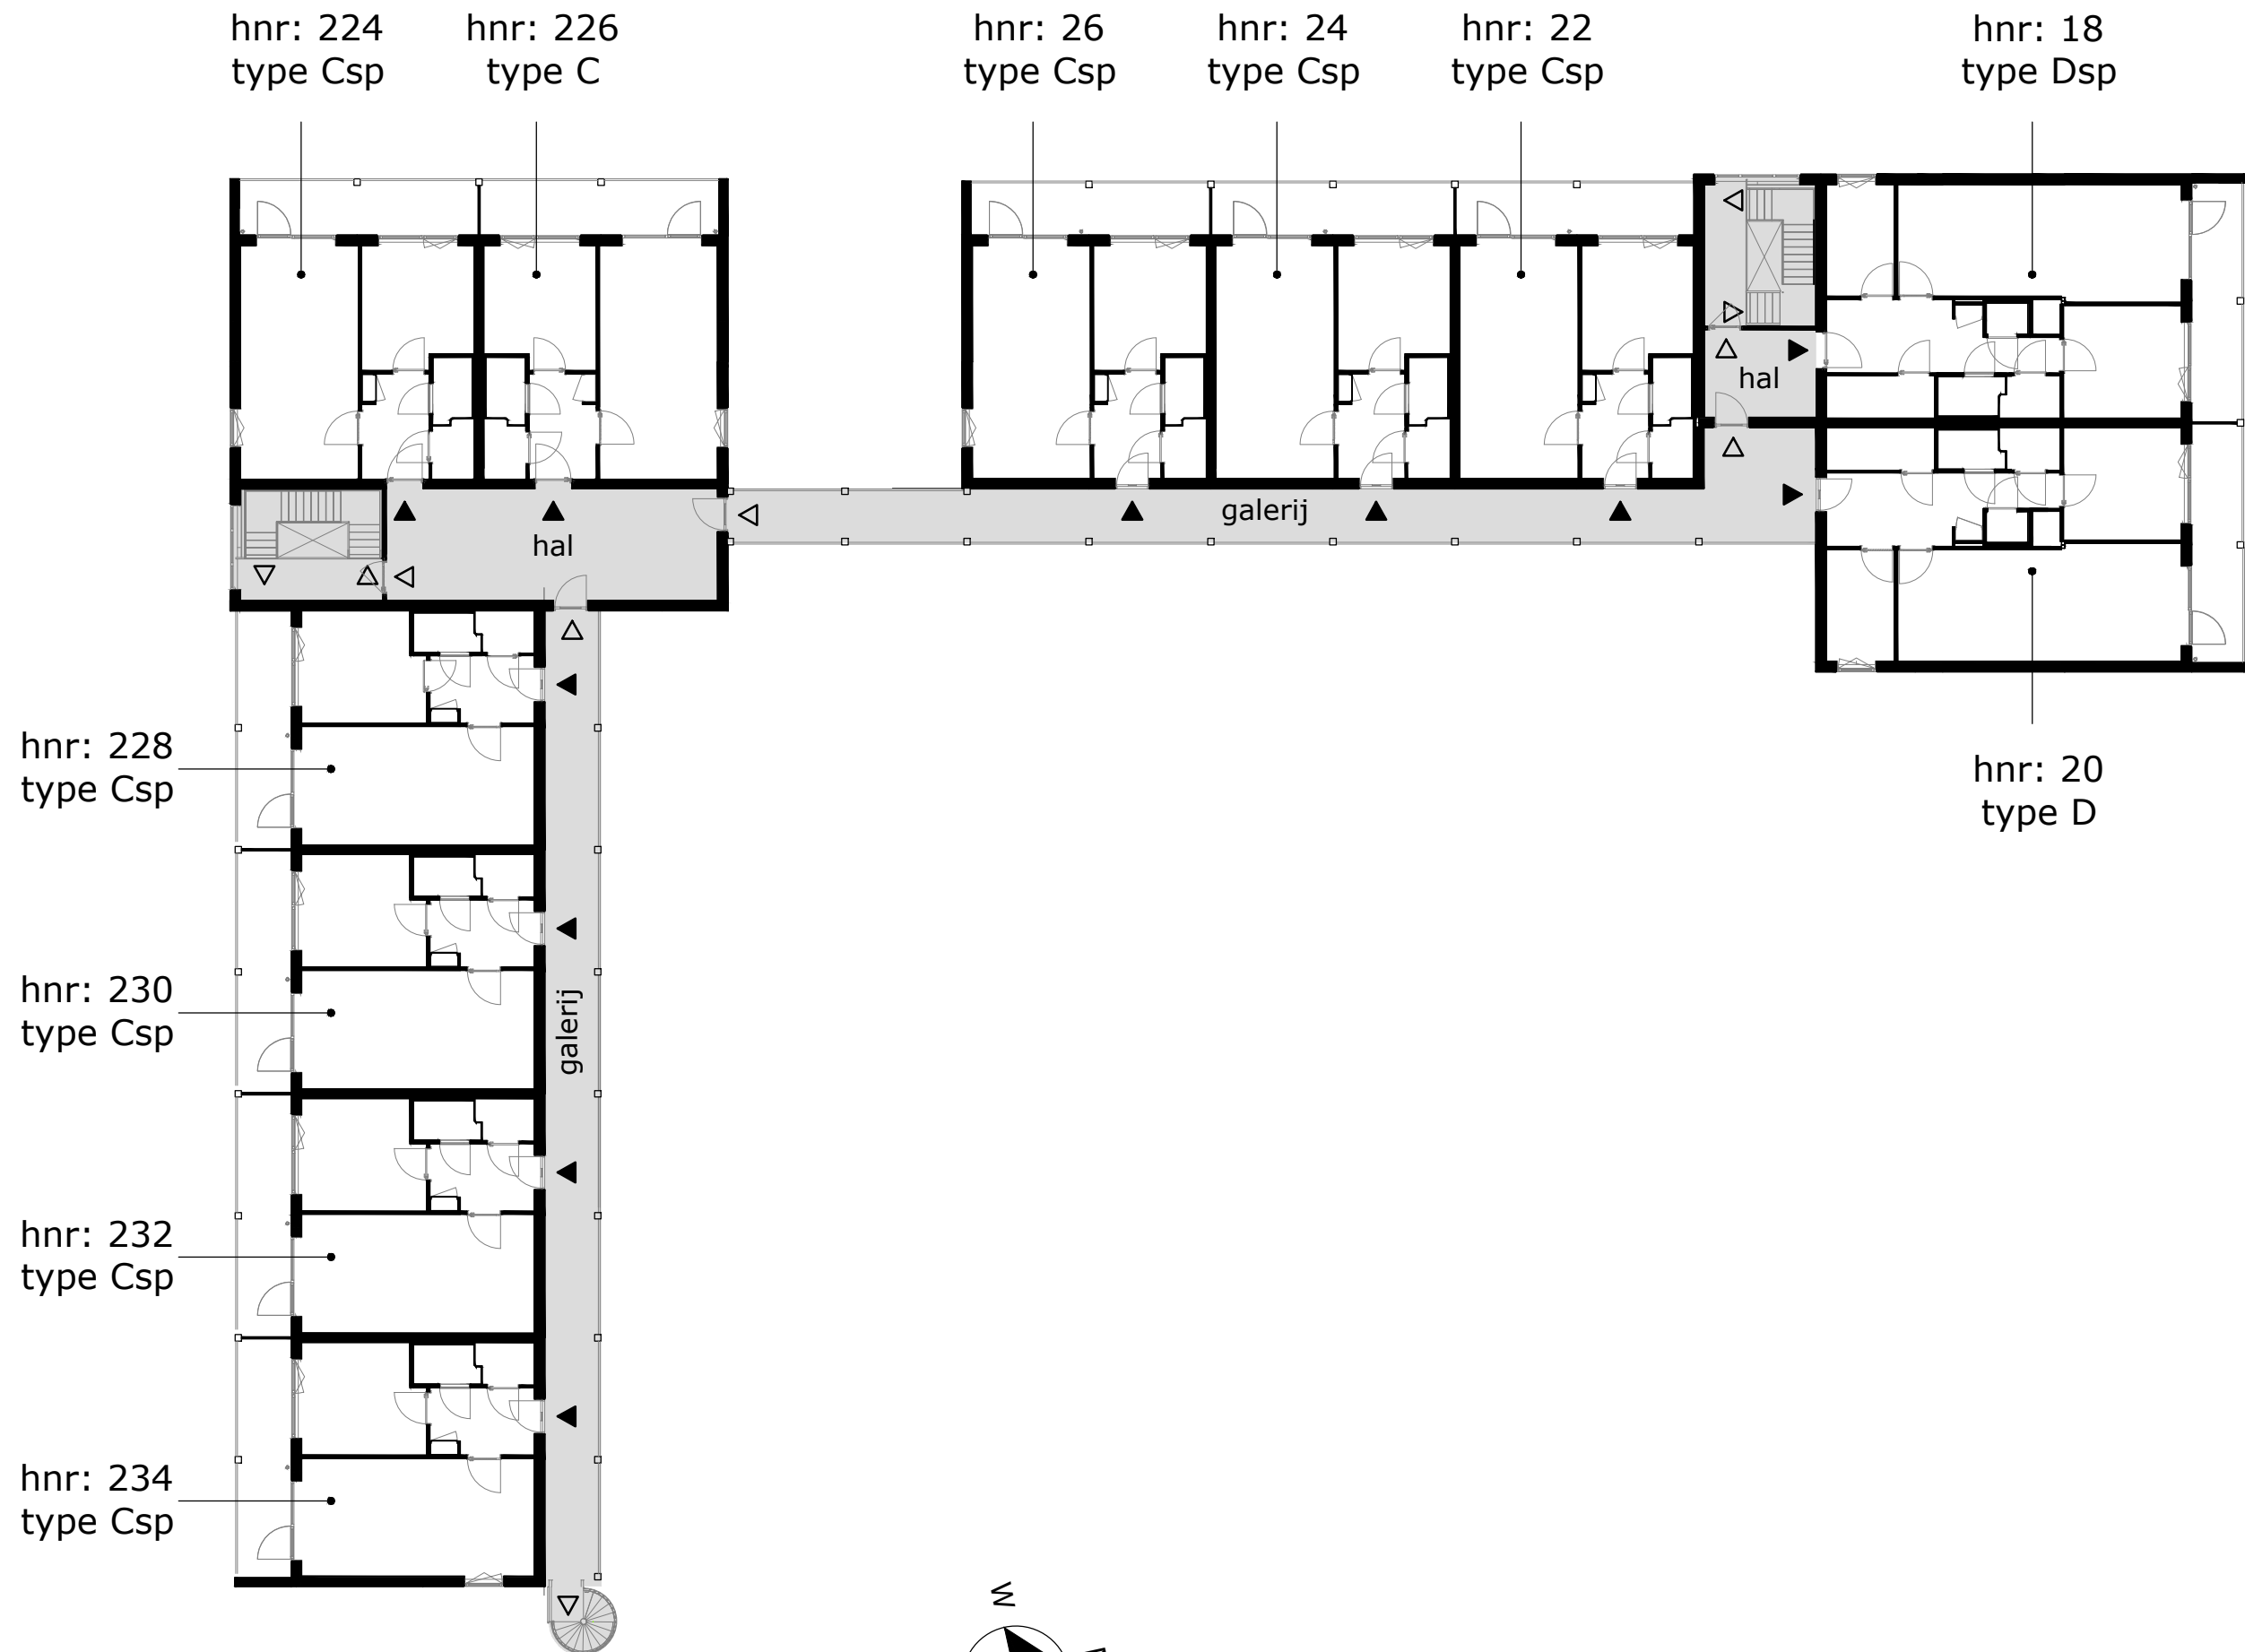 hnr: 224
type Csp
hnr: 226
type C
hnr: 26
type Csp
hnr: 24
type Csp
hnr: 22
type Csp
hnr: 18
type Dsp
hal
galerij
hal
hnr: 228
type Csp
hnr: 20
type D
hnr: 230
type Csp
galerij
hnr: 232
type Csp
hnr: 234
type Csp